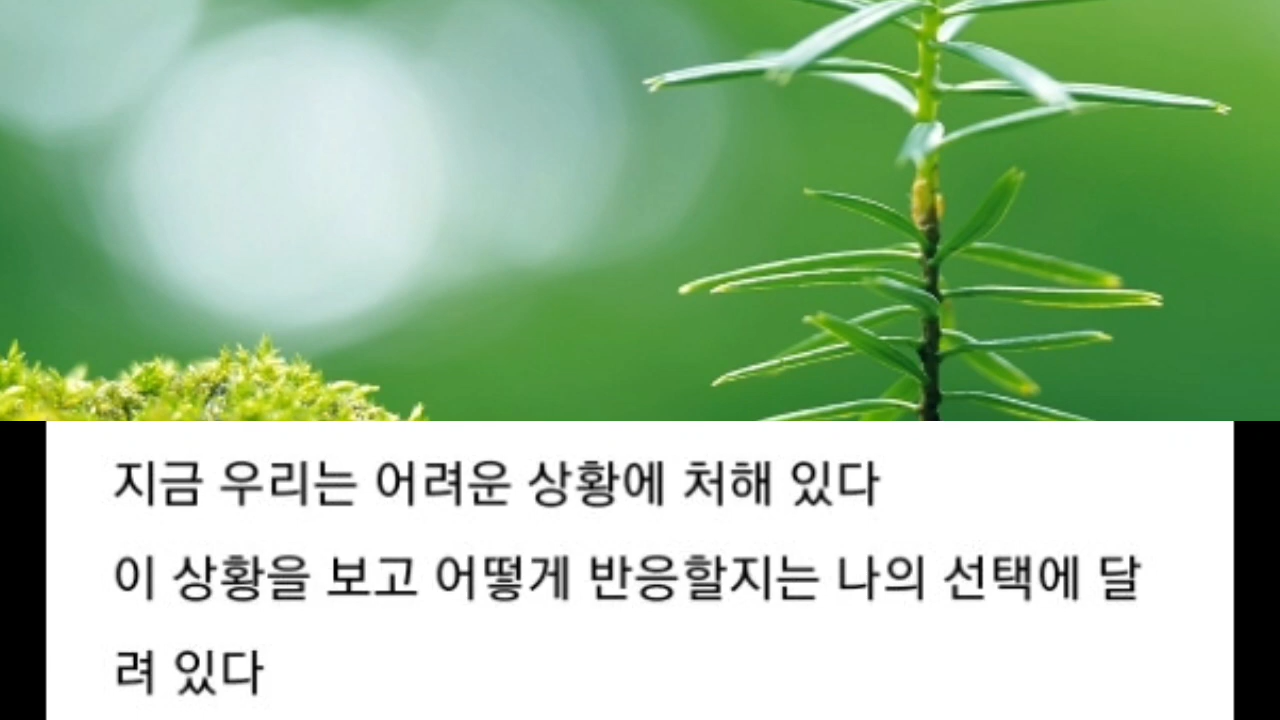 지금 우리는 어려운 상황에 처해 있다
이 상황을 보고 어떻게 반응할지는 나의 선택에 달
려 있다